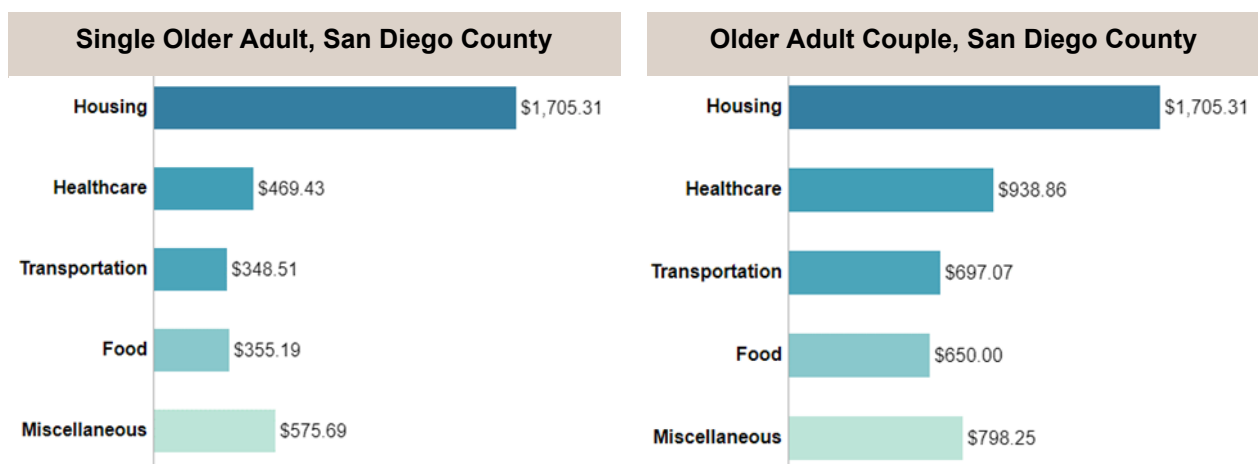 Single Older Adult, San Diego County
Housing $1,705.31
Healthcare $469.43
Transportation $348.51
Food $355.19
Miscellaneous $575.69
Older Adult Couple, San Diego County
Housing $1,705.31
Healthcare $938.86
Transportation $697.07
Food $650.00
Miscellaneous $798.25